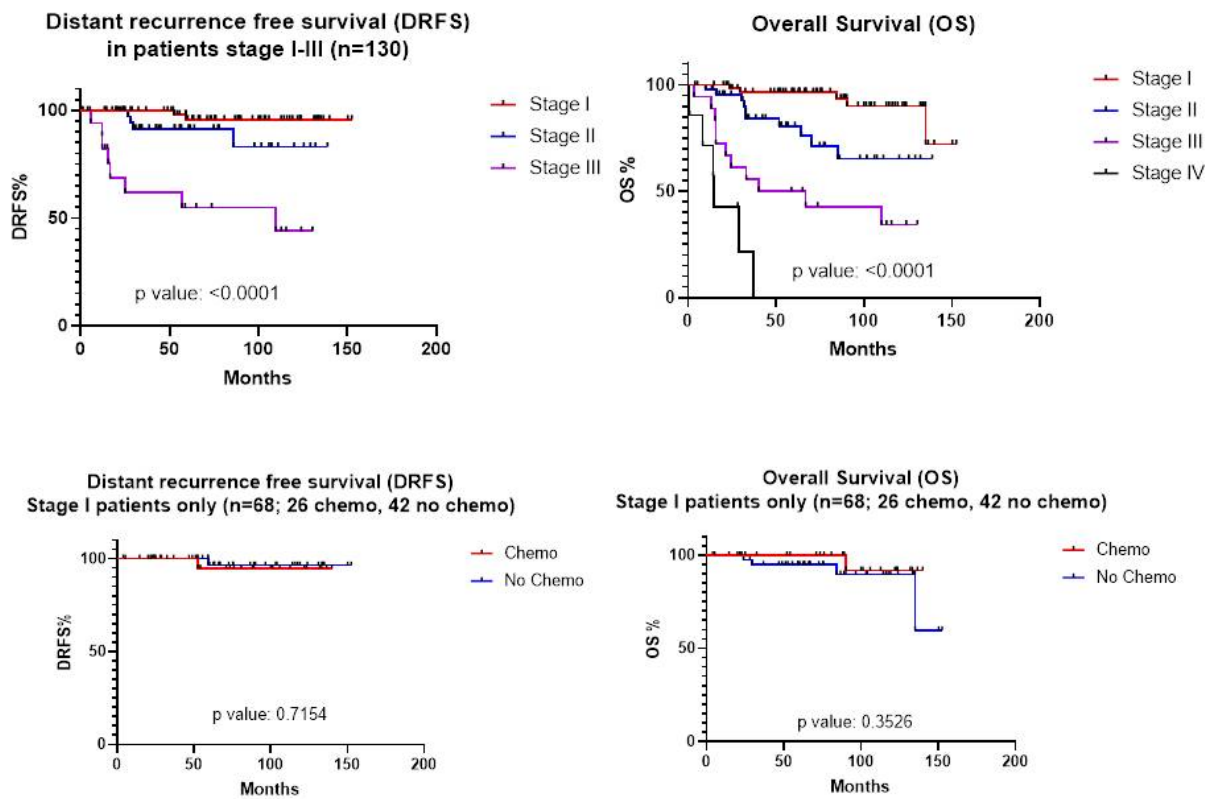 Distant recurrence free survival (DRFS)
in patients stage I-III (n=130)
DRFS%
100
50
0
0 50 100 150 200
Months
p value: <0.0001
Stage I
Stage II
Stage III
Overall Survival (OS)
OS %
100
50
0
0 50 100 150 200
Months
p value: <0.0001
Stage I
Stage II
Stage III
Stage IV
Distant recurrence free survival (DRFS)
Stage I patients only (n=68; 26 chemo, 42 no chemo)
DRFS%
100
50
0
0 50 100 150 200
Months
p value: 0.7154
Chemo
No Chemo
Overall Survival (OS)
Stage I patients only (n=68; 26 chemo, 42 no chemo)
OS %
100
50
0
0 50 100 150 200
Months
p value: 0.3526
Chemo
No Chemo